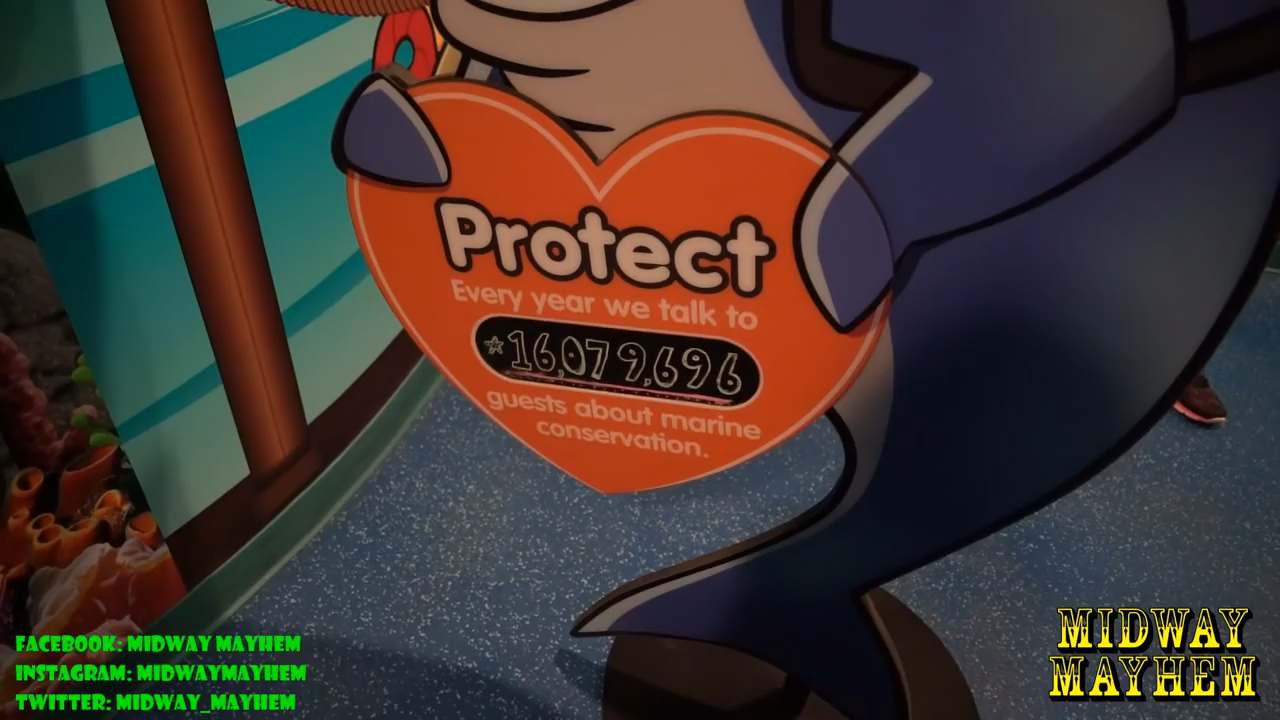 Protect
Every year we talk to
*16,079,696
guests about marine
conservation.
FACEBOOK: MIDWAY MAYHEM
INSTAGRAM: MIDWAYMAYHEM
TWITTER: MIDWAY_MAYHEM
MIDWAY
MAYHEM